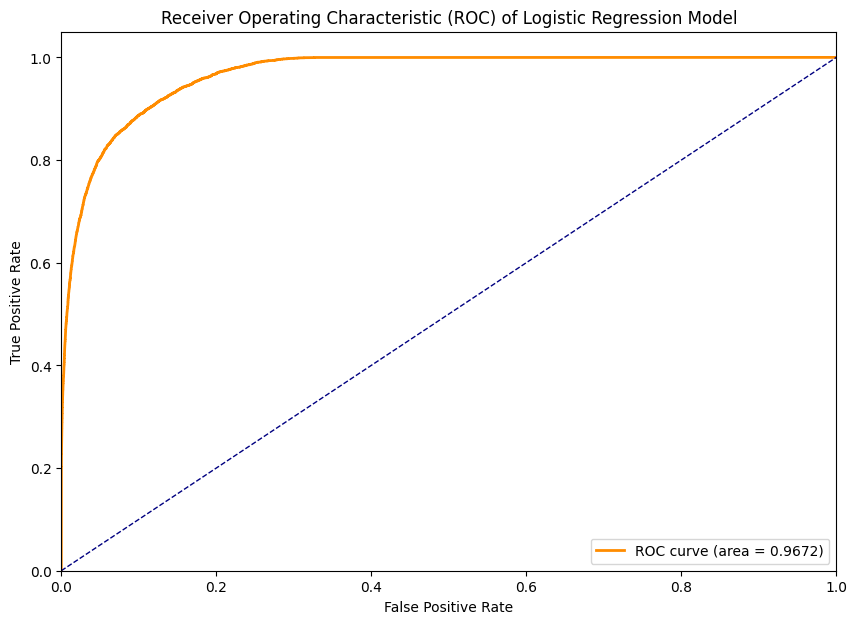 Receiver Operating Characteristic (ROC) of Logistic Regression Model
1.0
0.8
0.6
0.4
0.2
0.0
True Positive Rate
ROC curve (area = 0.9672)
0.0 0.2 0.4 0.6 0.8 1.0
False Positive Rate